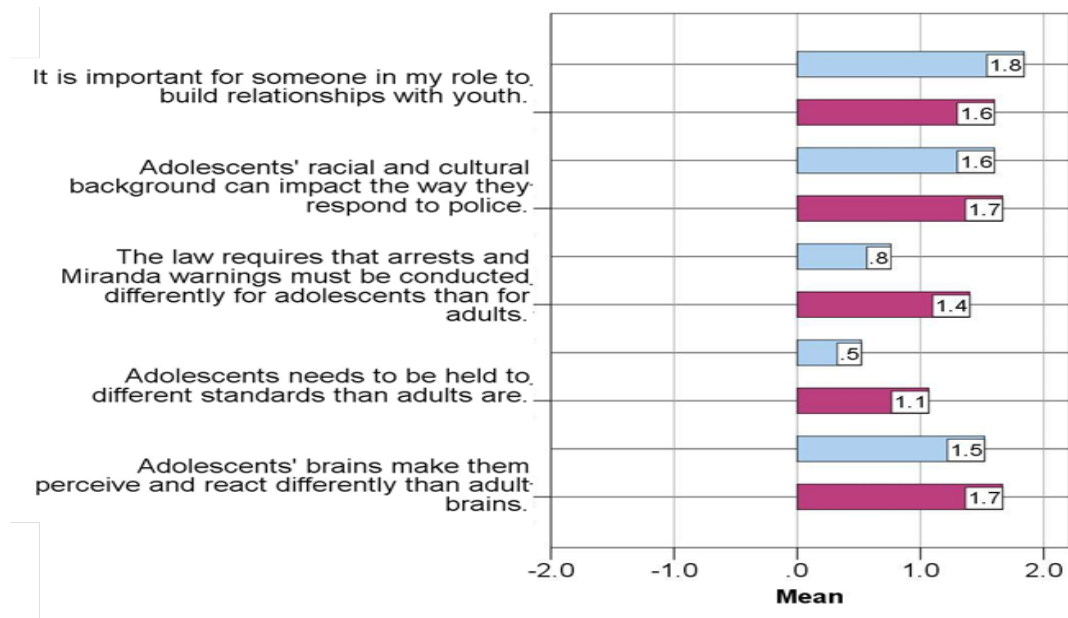 It is important for someone in my role to
build relationships with youth.
1.8
1.6
Adolescents' racial and cultural
background can impact the way they
respond to police.
1.6
1.7
The law requires that arrests and
Miranda warnings must be conducted
differently for adolescents than for
adults.
.8
1.4
Adolescents needs to be held to
different standards than adults are.
.5
1.1
Adolescents' brains make them
perceive and react differently than adult
brains.
1.5
1.7
-2.0 -1.0 .0 1.0 2.0
Mean